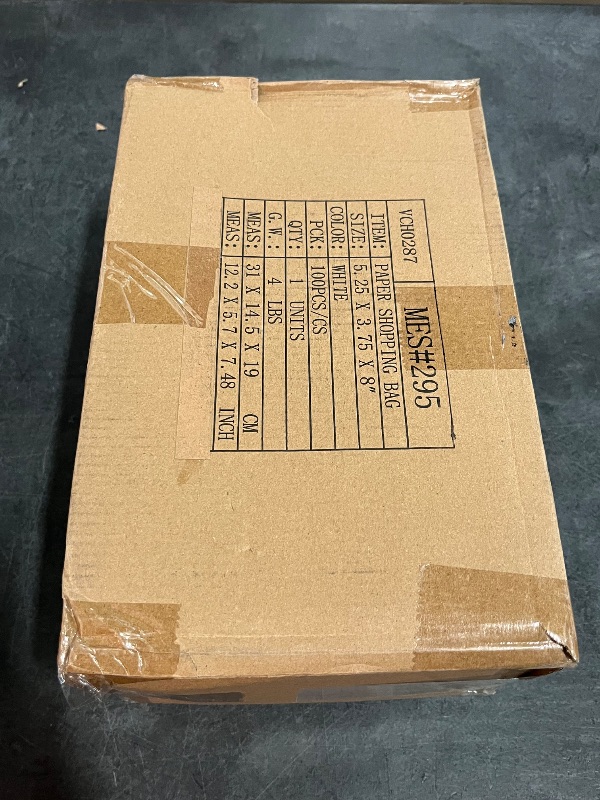 VCH0287 MES#295
ITEM: PAPER SHOPPING BAG
SIZE: 5.25 X 3.75 X 8"
COLOR: WHITE
PCK: 100PCS/CS
QTY: 1 UNITS
G.W.: 4 LBS
MEAS: 31 X 14.5 X 19 CM
MEAS: 12.2 X 5.7 X 7.48 INCH